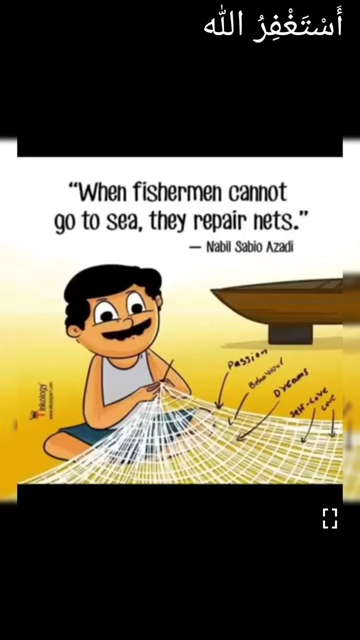 أَسْتَغْفِرُ اللّٰه
“When fishermen cannot
go to sea, they repair nets.”
— Nabil Sabio Azadi
Passion
Behaviour
Dreams
Self-Love
Love
Inkology